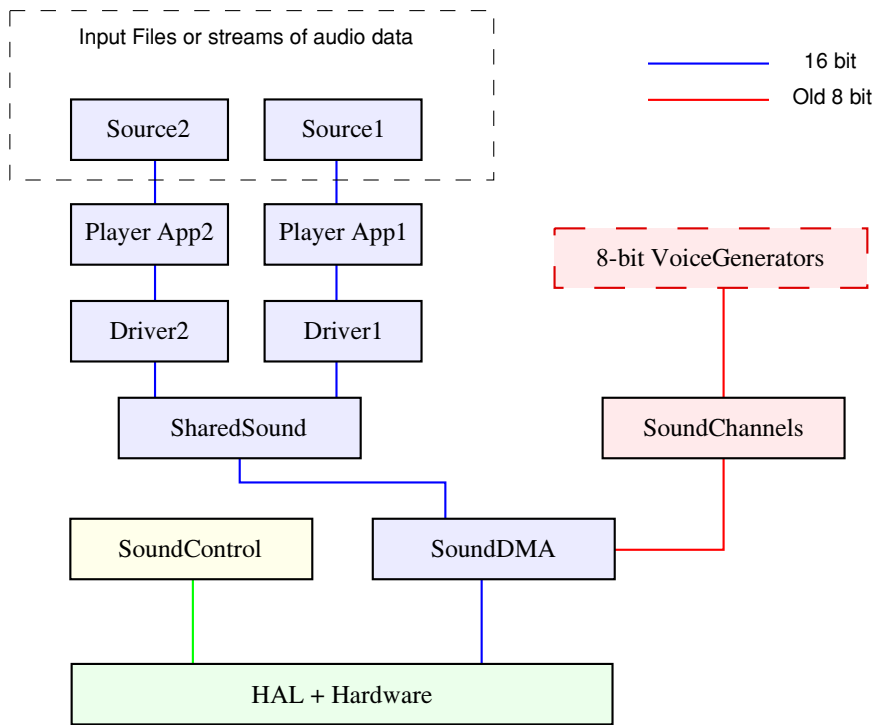 Input Files or streams of audio data
16 bit
Old 8 bit
Source2
Source1
Player App2
Player App1
8-bit VoiceGenerators
Driver2
Driver1
SharedSound
SoundChannels
SoundControl
SoundDMA
HAL + Hardware